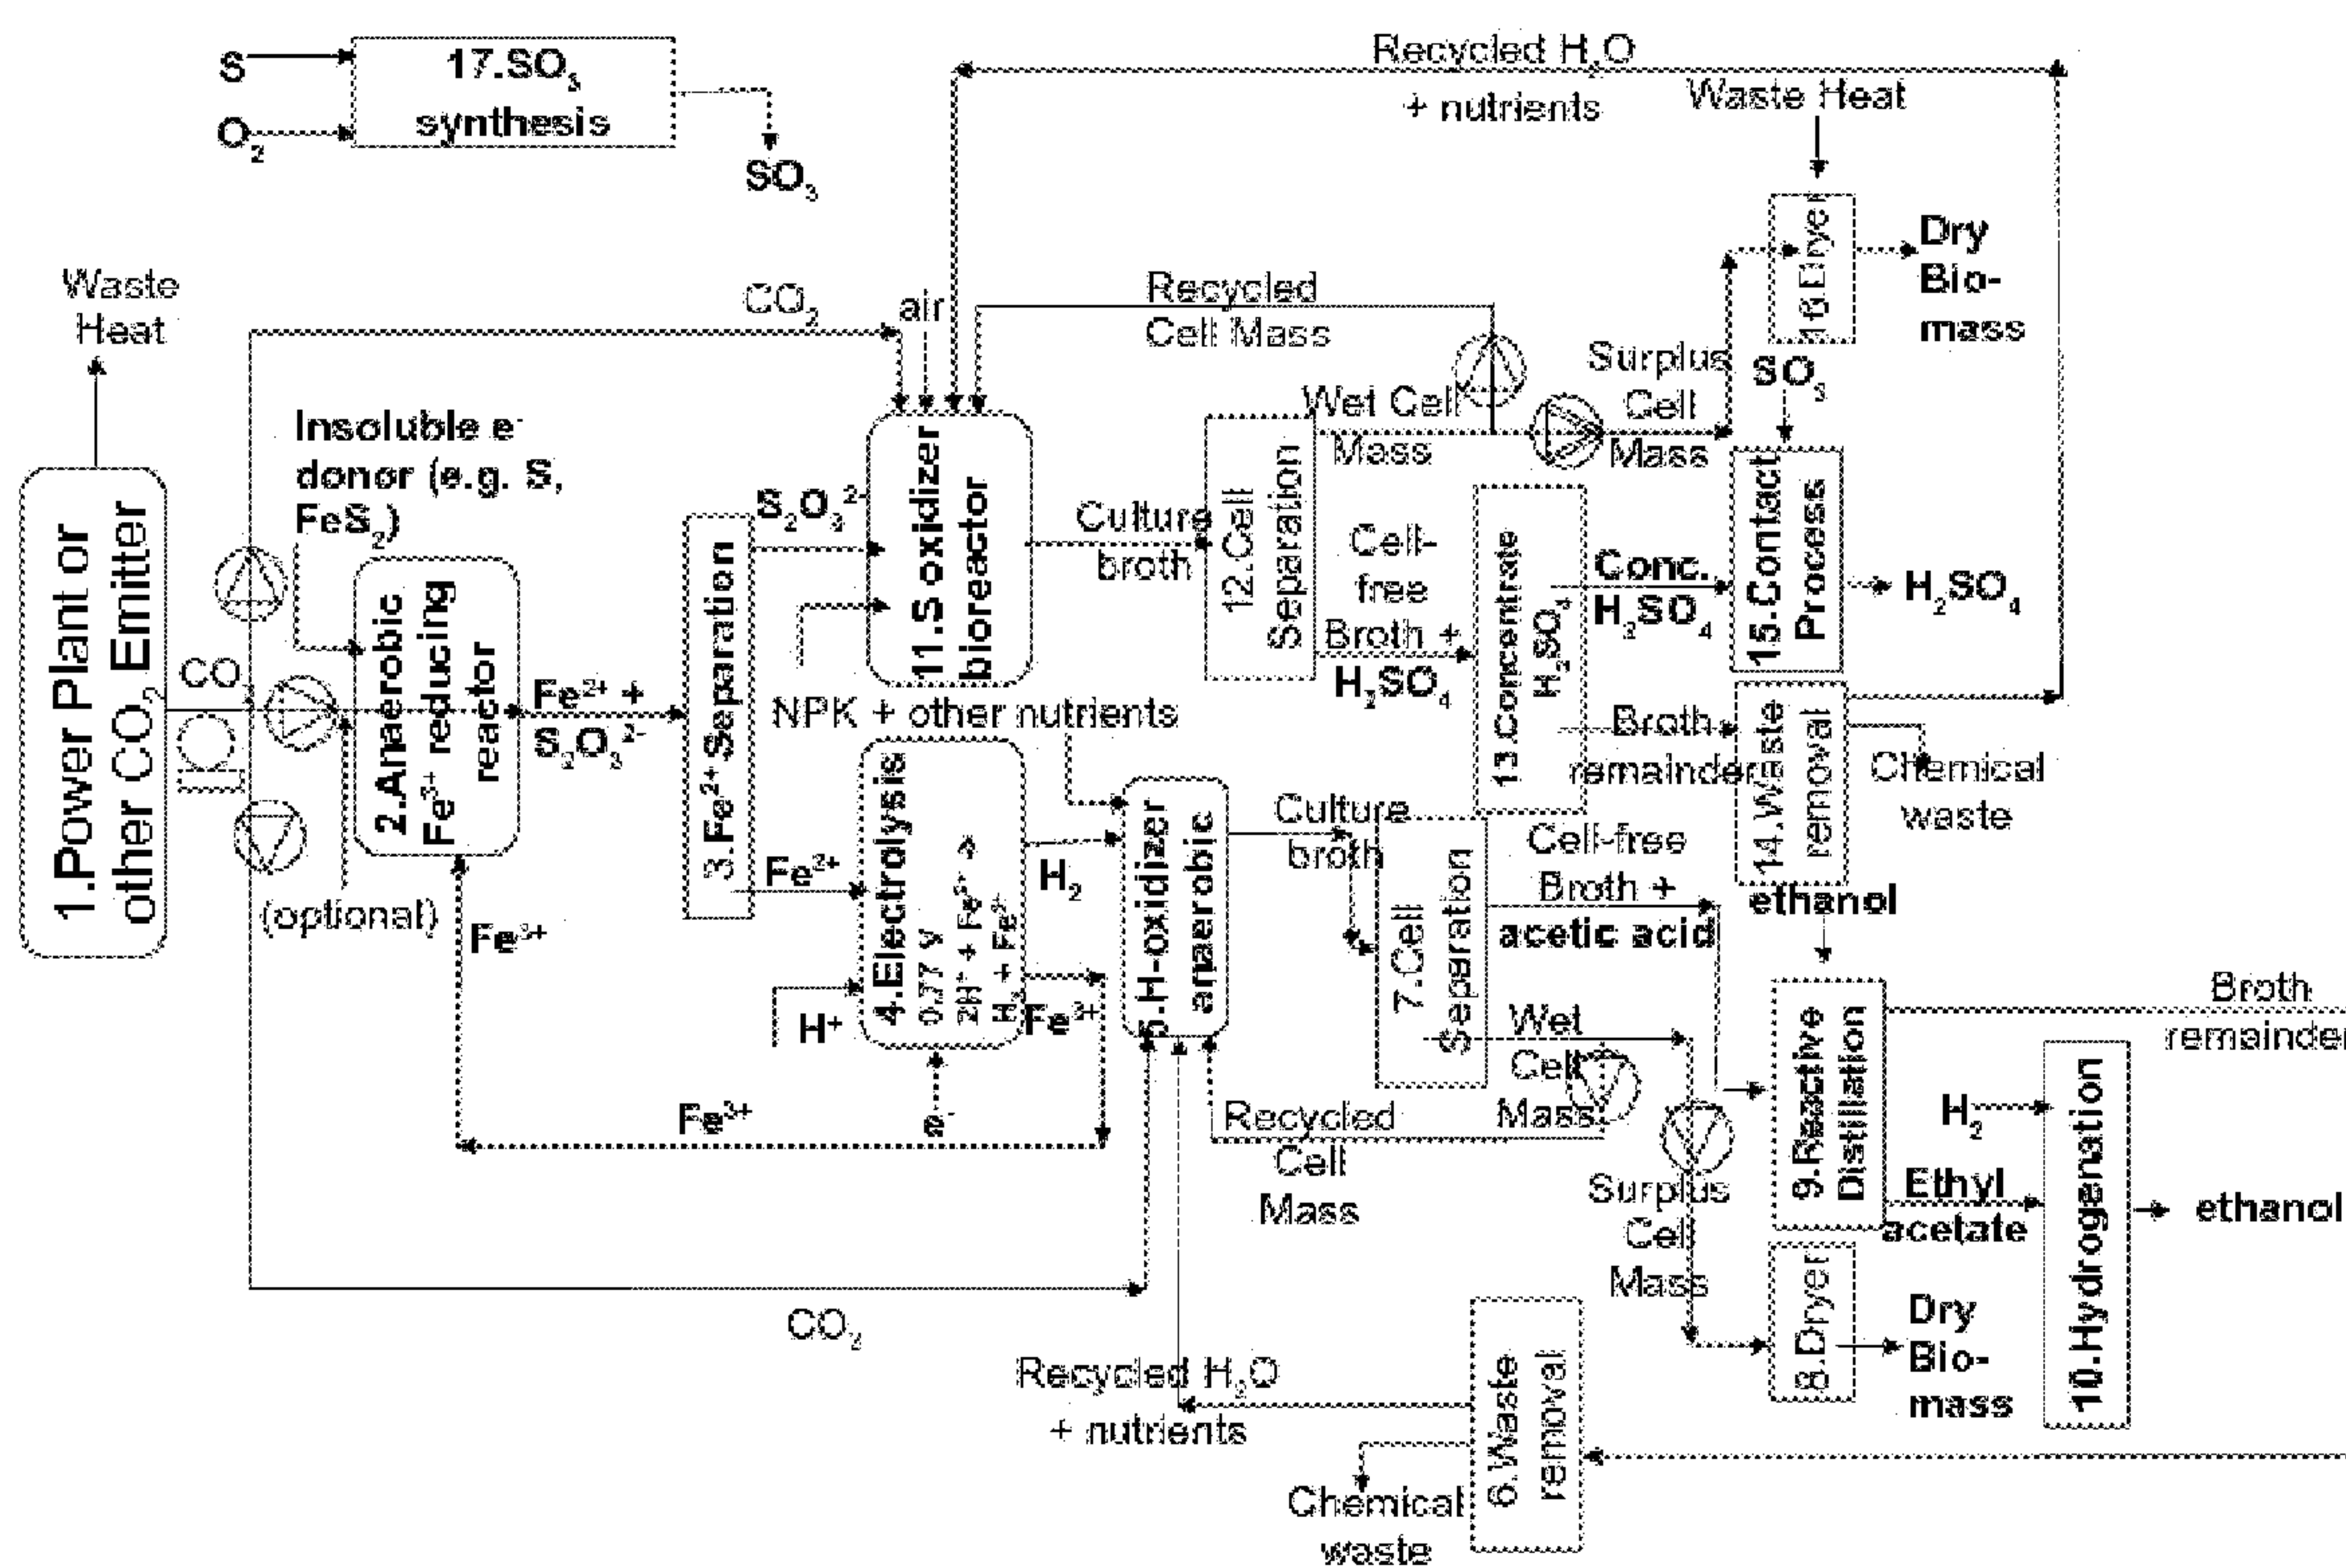 S
O₂
17.SO₃
synthesis
SO₃
Recycled H₂O
+ nutrients
Waste Heat
16.Dryer
Dry
Bio-
mass
Waste
Heat
CO₂
air
Recycled
Cell Mass
Insoluble e⁻
donor (e.g. S,
FeS₂)
Wet Cell
Mass
Surplus
Cell
Mass
SO₃
1.Power Plant or
other CO₂ Emitter
CO₂
(optional)
2.Anaerobic
Fe³⁺ reducing
reactor
Fe²⁺ +
S₂O₃²⁻
3.Fe²⁺ Separation
S₂O₃²⁻
11.S oxidizer
bioreactor
NPK + other nutrients
Culture
broth
12.Cell
Separation
Cell-
free
Broth +
H₂SO₄
13.Concentrate
H₂SO₄
Conc.
H₂SO₄
15.Contact
Process
H₂SO₄
Broth
remainder
14.Waste
removal
Chemical
waste
Fe³⁺
Fe²⁺
H⁺
4.Electrolysis
0.77 V
2H⁺ + Fe²⁺ →
H₂ + Fe³⁺
H₂
Fe³⁺
e⁻
Fe³⁺
5.H-oxidizer
anaerobic
Culture
broth
7.Cell
Separation
Cell-free
Broth +
acetic acid
Wet
Cell
Mass
Recycled
Cell
Mass
Surplus
Cell
Mass
ethanol
9.Reactive
Distillation
Broth
remainder
H₂
Ethyl
acetate
10.Hydrogenation
ethanol
8.Dryer
Dry
Bio-
mass
CO₂
Recycled H₂O
+ nutrients
6.Waste
removal
Chemical
waste